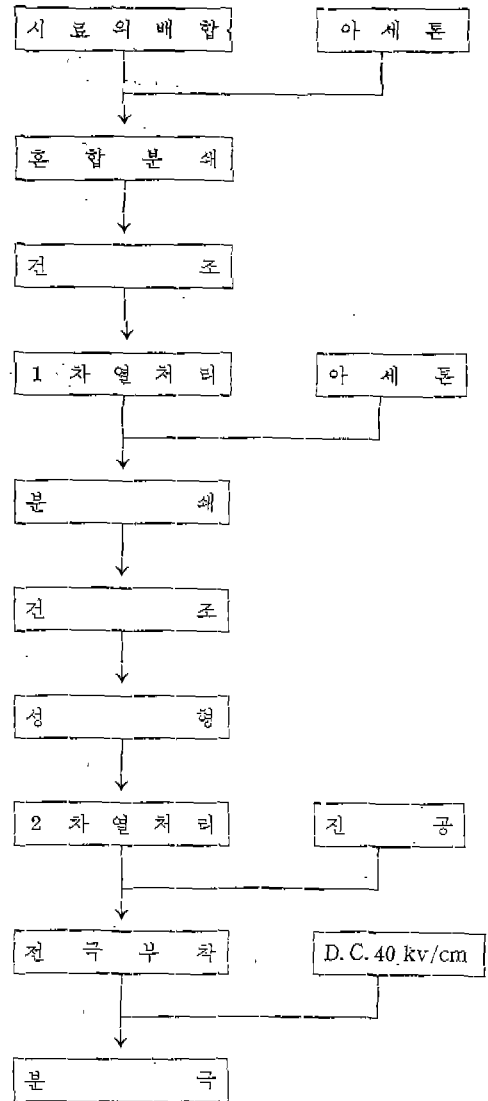 시 료 의 배 합 아 세 톤
혼 합 분 쇄
건 조
1 차 열 처 리 아 세 톤
분 쇄
건 조
성 형
2 차 열 처 리 진 공
전 극 부 착 D.C. 40 kv/cm
분 극